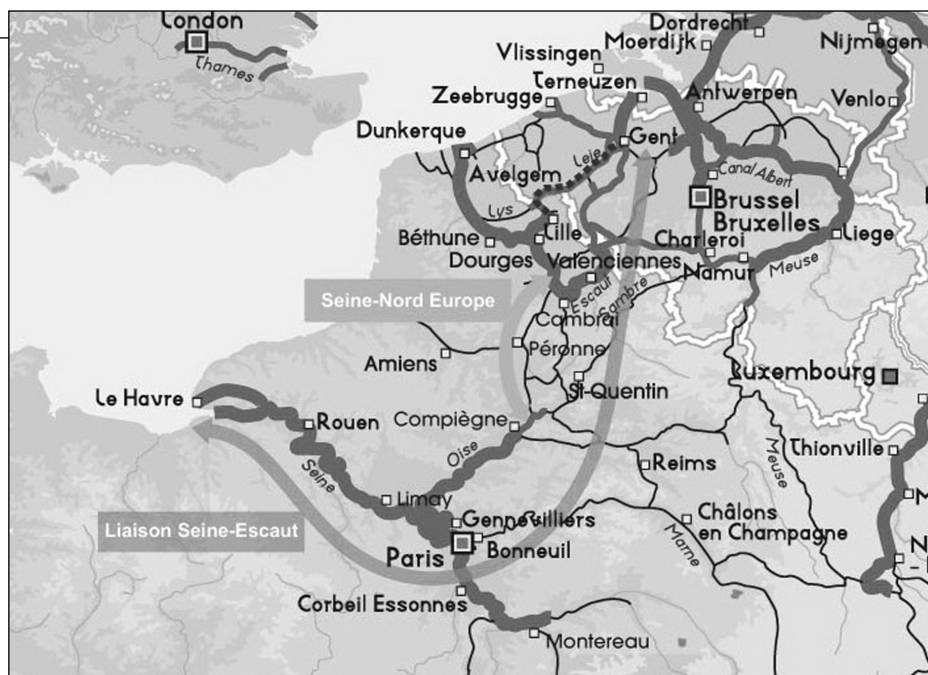 London
Thames
Dordrecht
Moerdijk
Nijmegen
Vlissingen
Terneuzen
Antwerpen
Venlo
Zeebrugge
Dunkerque
Gent
Leie
Avelgem
Canal Albert
Brussel
Bruxelles
Lys
Lille
Liege
Béthune
Dourges
Valenciennes
Charleroi
Namur
Meuse
Escaut
Sambre
Seine-Nord Europe
Cambrai
Péronne
Amiens
St-Quentin
Luxembourg
Le Havre
Rouen
Compiègne
Oise
Seine
Meuse
Thionville
Reims
Limay
Liaison Seine-Escaut
Gennevilliers
Paris
Bonneuil
Châlons
en Champagne
Marne
M
N
Corbeil Essonnes
Montereau